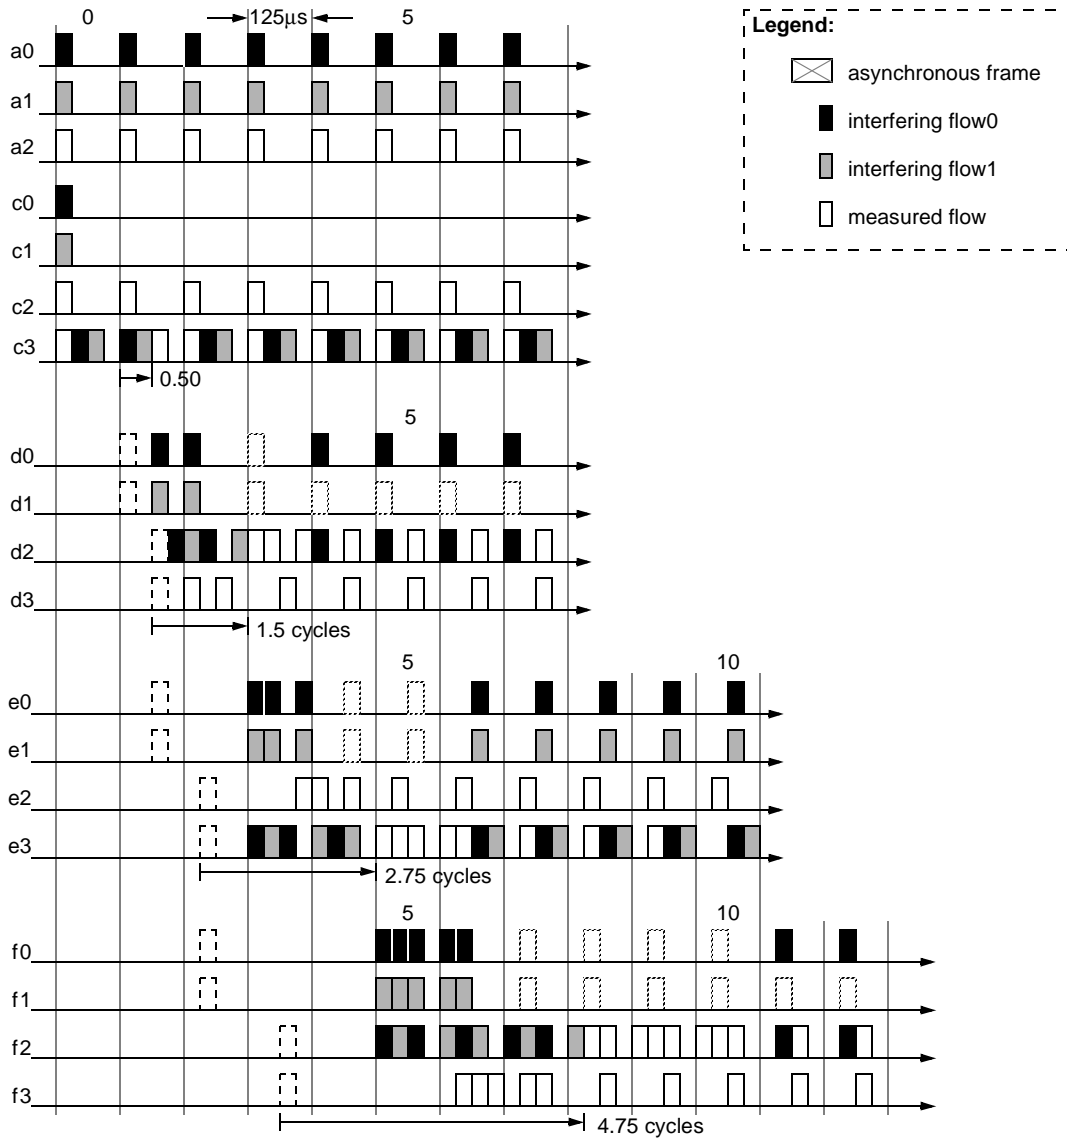 0 125μs 5
a0
a1
a2
c0
c1
c2
c3
0.50
5
d0
d1
d2
d3
1.5 cycles
5 10
e0
e1
e2
e3
2.75 cycles
5 10
f0
f1
f2
f3
4.75 cycles
Legend:
asynchronous frame
interfering flow0
interfering flow1
measured flow